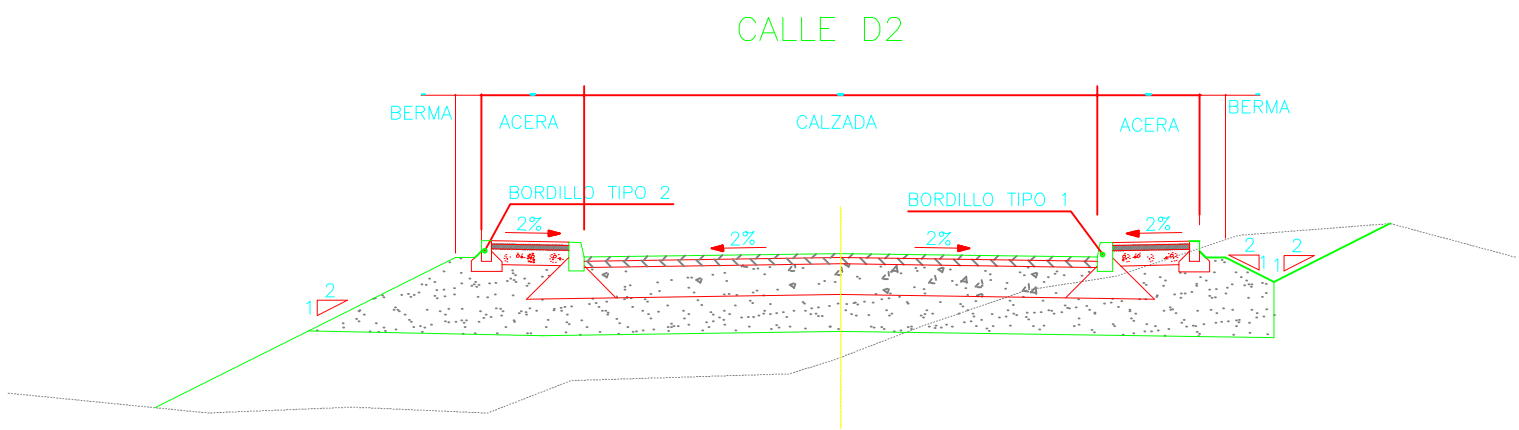 CALLE D2
BERMA
ACERA
CALZADA
ACERA
BERMA
BORDILLO TIPO 2
BORDILLO TIPO 1
2%
2%
2%
2%
2
1
2
1
2
1